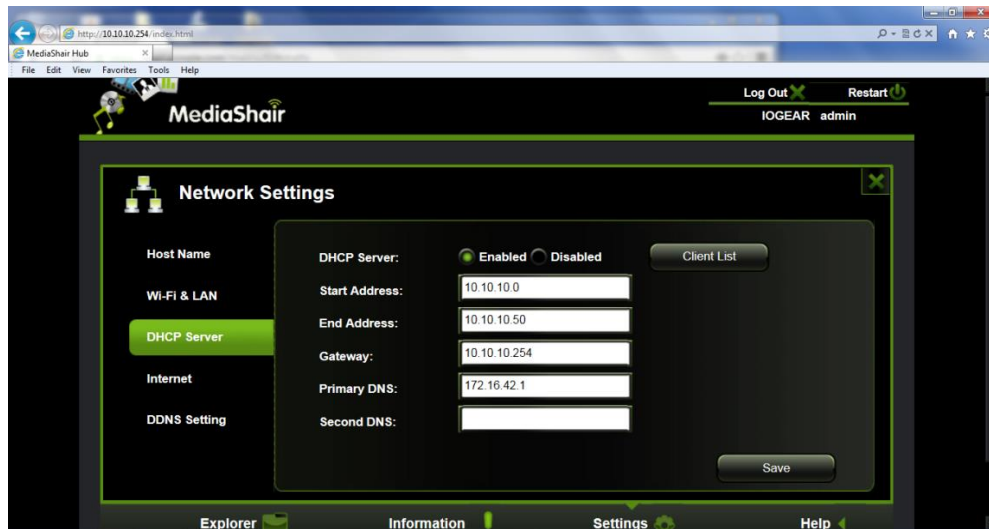 http://10.10.10.254/index.html
MediaShair Hub
File Edit View Favorites Tools Help
MediaShair
Log Out Restart
IOGEAR admin
Network Settings
Host Name
Wi-Fi & LAN
DHCP Server
Internet
DDNS Setting
DHCP Server: Enabled Disabled Client List
Start Address: 10.10.10.0
End Address: 10.10.10.50
Gateway: 10.10.10.254
Primary DNS: 172.16.42.1
Second DNS:
Save
Explorer Information Settings Help